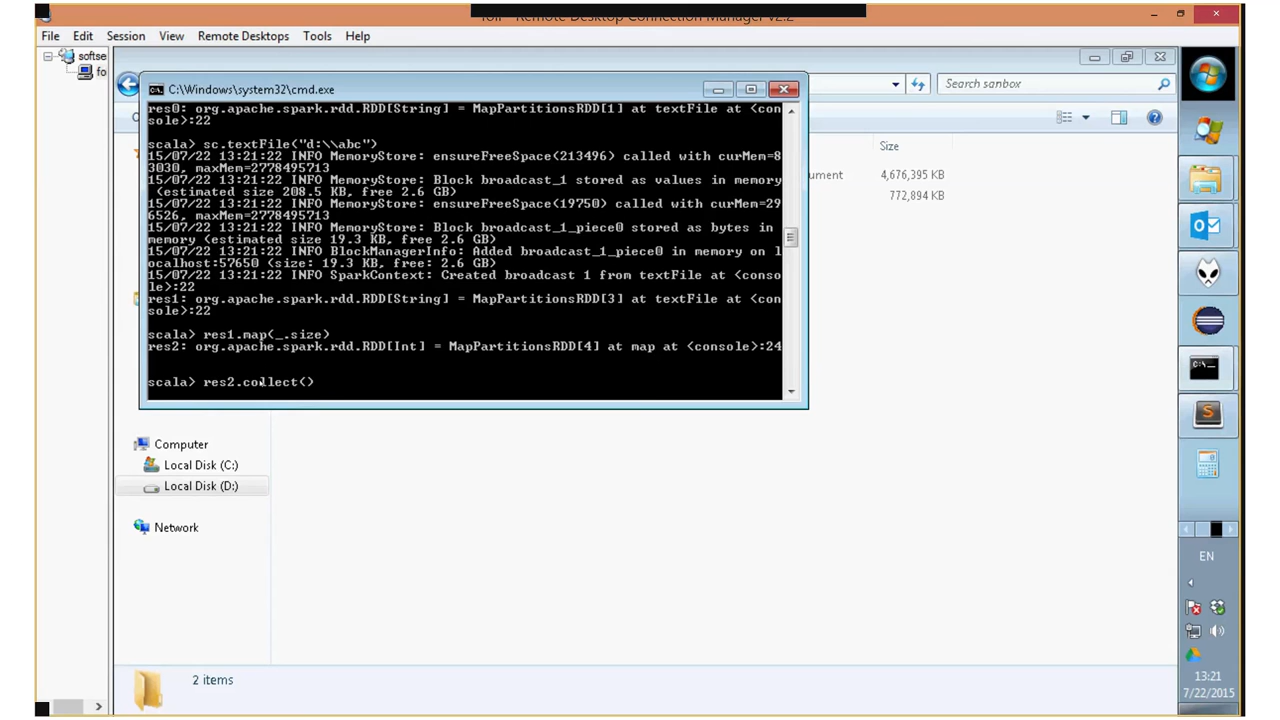 Remote Desktop Connection Manager v2.2
File Edit Session View Remote Desktops Tools Help
softse
fo
Search sanbox
C:\Windows\system32\cmd.exe
res0: org.apache.spark.rdd.RDD[String] = MapPartitionsRDD[1] at textFile at <con
sole>:22
scala> sc.textFile("d:\\abc")
15/07/22 13:21:22 INFO MemoryStore: ensureFreeSpace(213496) called with curMem=8
3030, maxMem=2778495713
15/07/22 13:21:22 INFO MemoryStore: Block broadcast_1 stored as values in memory
(estimated size 208.5 KB, free 2.6 GB)
15/07/22 13:21:22 INFO MemoryStore: ensureFreeSpace(19750) called with curMem=29
6526, maxMem=2778495713
15/07/22 13:21:22 INFO MemoryStore: Block broadcast_1_piece0 stored as bytes in
memory (estimated size 19.3 KB, free 2.6 GB)
15/07/22 13:21:22 INFO BlockManagerInfo: Added broadcast_1_piece0 in memory on l
ocalhost:57650 (size: 19.3 KB, free: 2.6 GB)
15/07/22 13:21:22 INFO SparkContext: Created broadcast 1 from textFile at <conso
le>:22
res1: org.apache.spark.rdd.RDD[String] = MapPartitionsRDD[3] at textFile at <con
sole>:22
scala> res1.map(_.size)
res2: org.apache.spark.rdd.RDD[Int] = MapPartitionsRDD[4] at map at <console>:24
scala> res2.collect()
Size
ument 4,676,395 KB
772,894 KB
Computer
Local Disk (C:)
Local Disk (D:)
Network
2 items
EN
13:21
7/22/2015